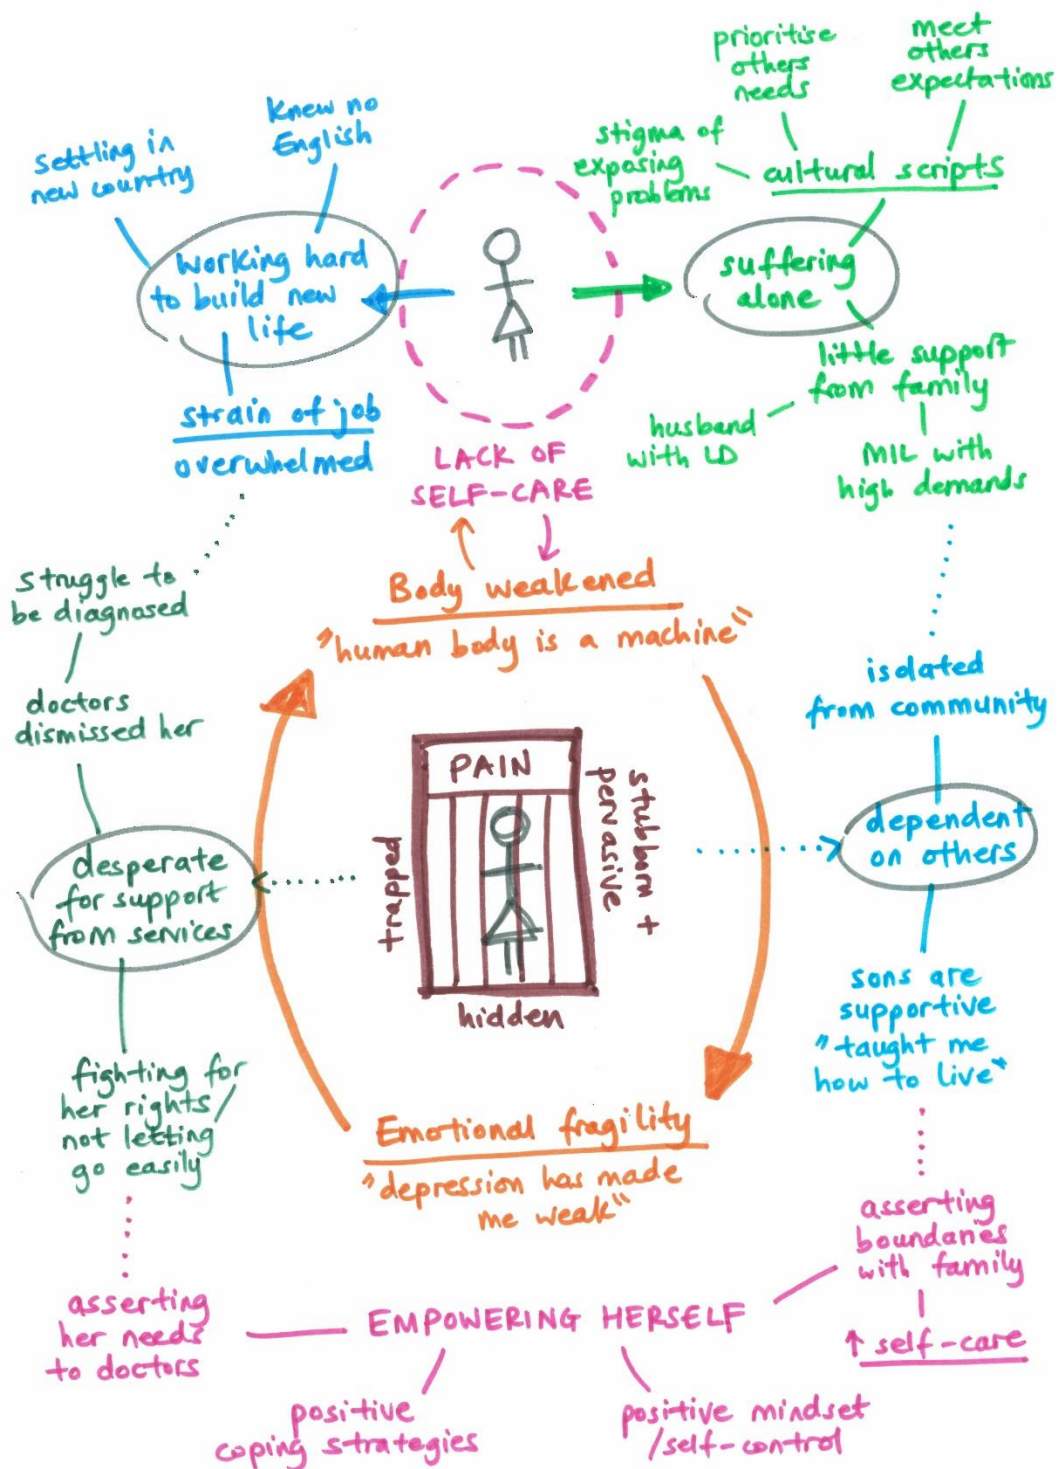 prioritise
others
needs
meet
others
expectations
stigma of
exposing
problems
cultural scripts
Knew no
English
settling in
new country
working hard
to build new
life
suffering
alone
strain of job
overwhelmed
little support
from family
husband
with LD
MIL with
high demands
LACK OF
SELF-CARE
Body weakened
"human body is a machine"
struggle to
be diagnosed
doctors
dismissed her
desperate
for support
from services
fighting for
her rights/
not letting
go easily
PAIN
trapped
stubborn +
pervasive
hidden
isolated
from community
dependent
on others
sons are
supportive
"taught me
how to live"
Emotional fragility
"depression has made
me weak"
asserting
boundaries
with family
↑ self-care
EMPOWERING HERSELF
asserting
her needs
to doctors
positive
coping strategies
positive mindset
/self-control